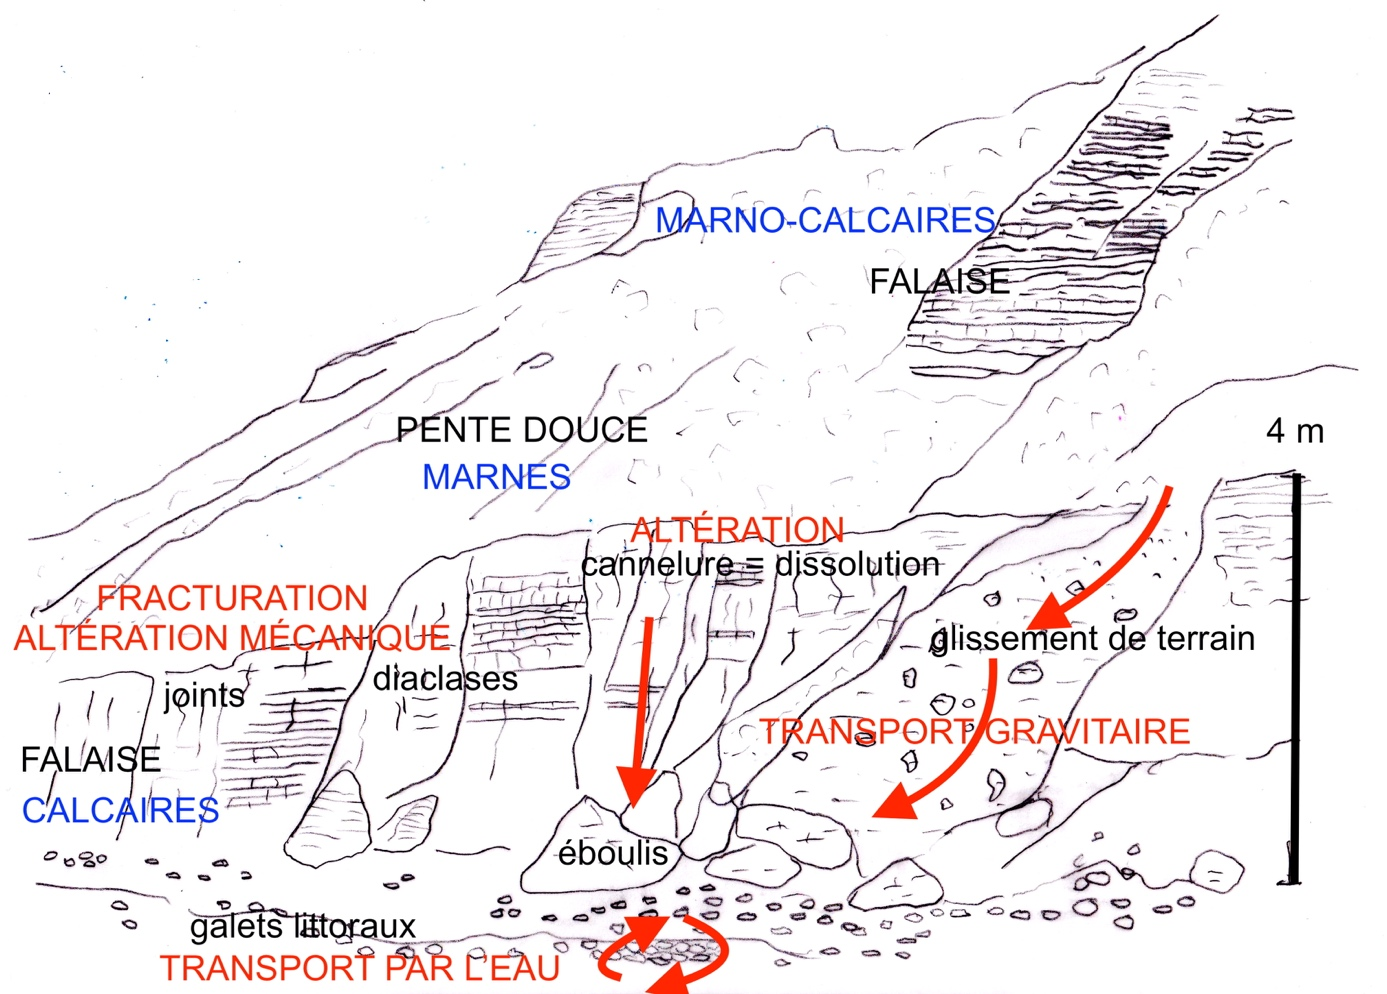 MARNO-CALCAIRES
FALAISE
PENTE DOUCE
MARNES
4 m
ALTÉRATION
cannelure = dissolution
FRACTURATION
ALTÉRATION MÉCANIQUE
glissement de terrain
diaclases
joints
TRANSPORT GRAVITAIRE
FALAISE
CALCAIRES
éboulis
galets littoraux
TRANSPORT PAR L'EAU